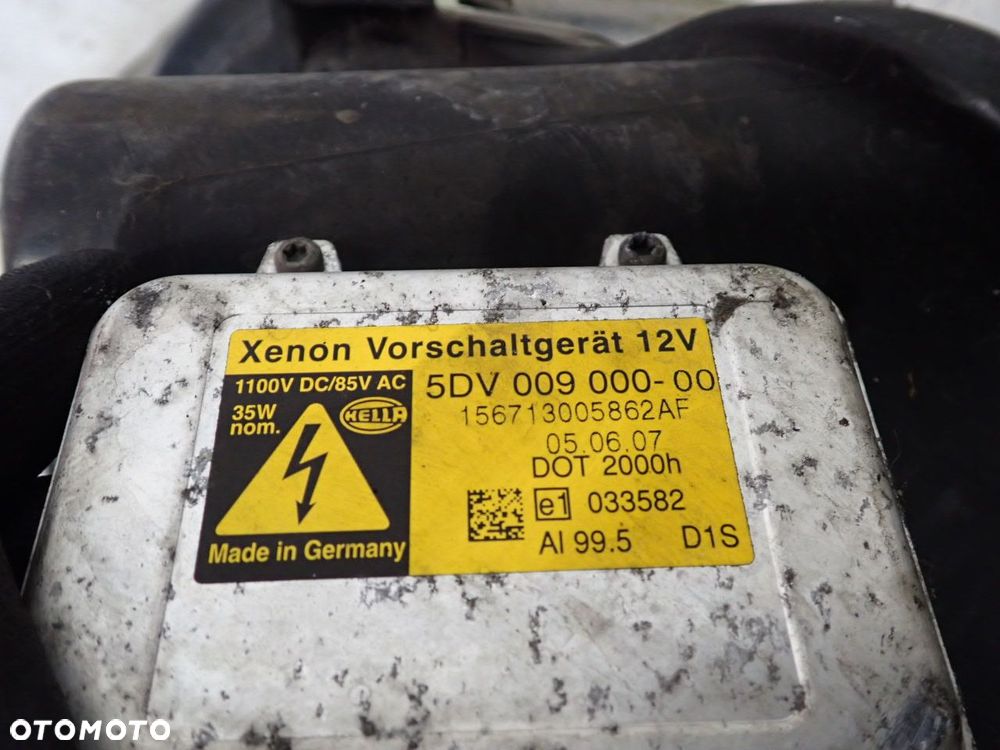 Xenon Vorschaltgerät 12V
1100V DC/85V AC
35W
nom.
HELLA
Made in Germany
5DV 009 000-00
156713005862AF
05.06.07
DOT 2000h
e1 033582
Al 99.5 D1S
OTOMOTO